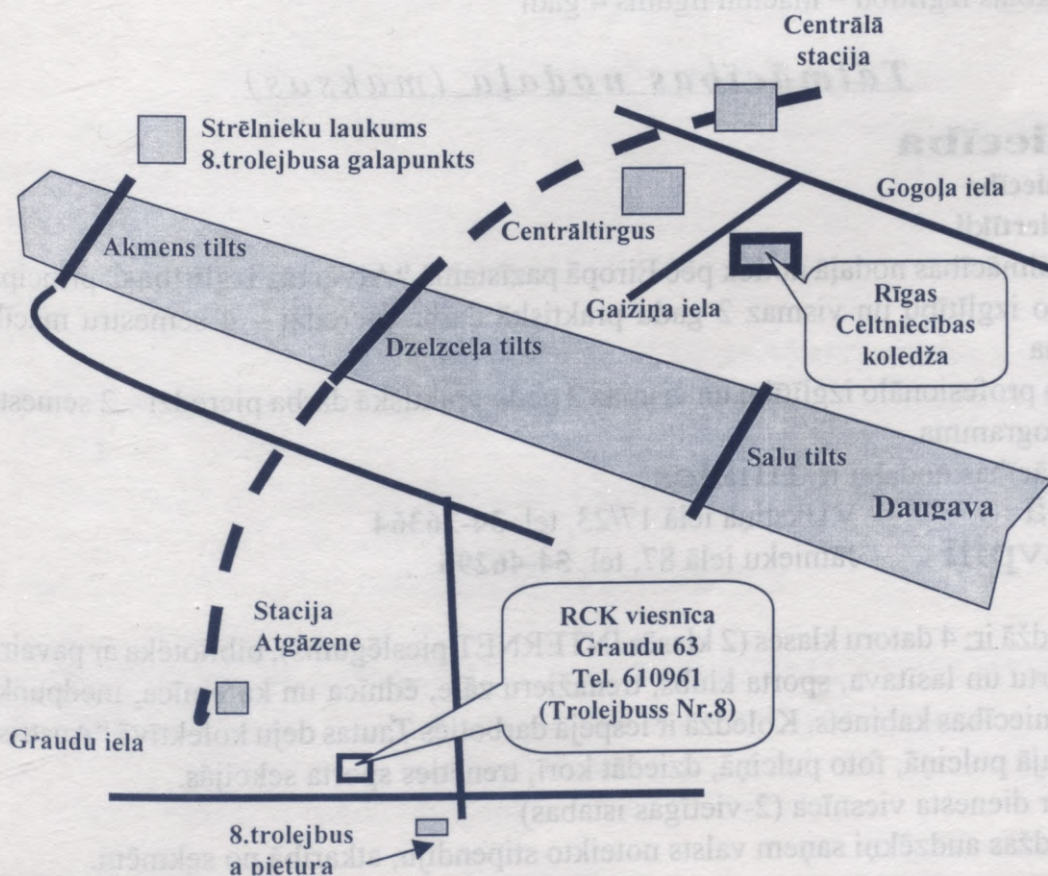 Centrālā
stacija
Strēlnieku laukums
8.trolejbusa galapunkts
Gogoļa iela
Akmens tilts
Centrāltirgus
Gaiziņa iela
Rīgas
Celtniecības
koledža
Dzelzceļa tilts
Salu tilts
Daugava
Stacija
Atgāzene
RCK viesnīca
Graudu 63
Tel. 610961
(Trolejbuss Nr.8)
Graudu iela
8.trolejbus
a pietura